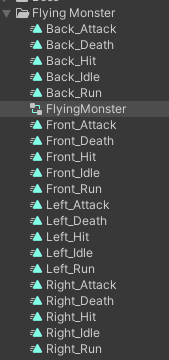 Flying Monster
Back_Attack
Back_Death
Back_Hit
Back_Idle
Back_Run
FlyingMonster
Front_Attack
Front_Death
Front_Hit
Front_Idle
Front_Run
Left_Attack
Left_Death
Left_Hit
Left_Idle
Left_Run
Right_Attack
Right_Death
Right_Hit
Right_Idle
Right_Run